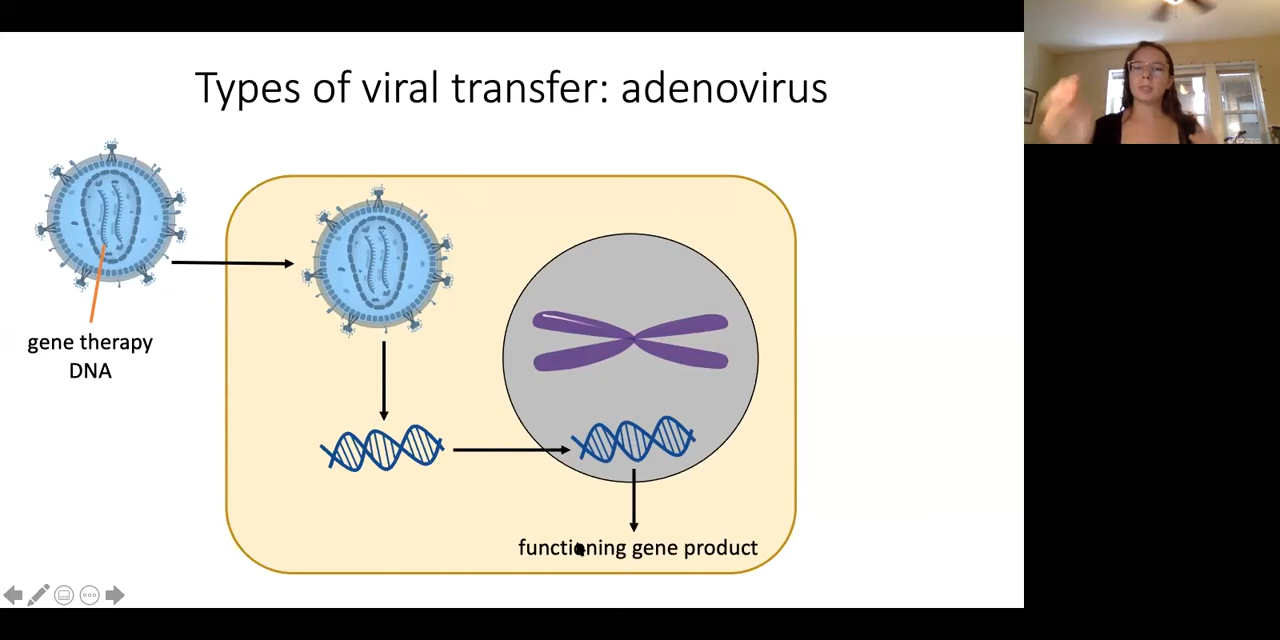 Types of viral transfer: adenovirus
gene therapy
DNA
functioning gene product